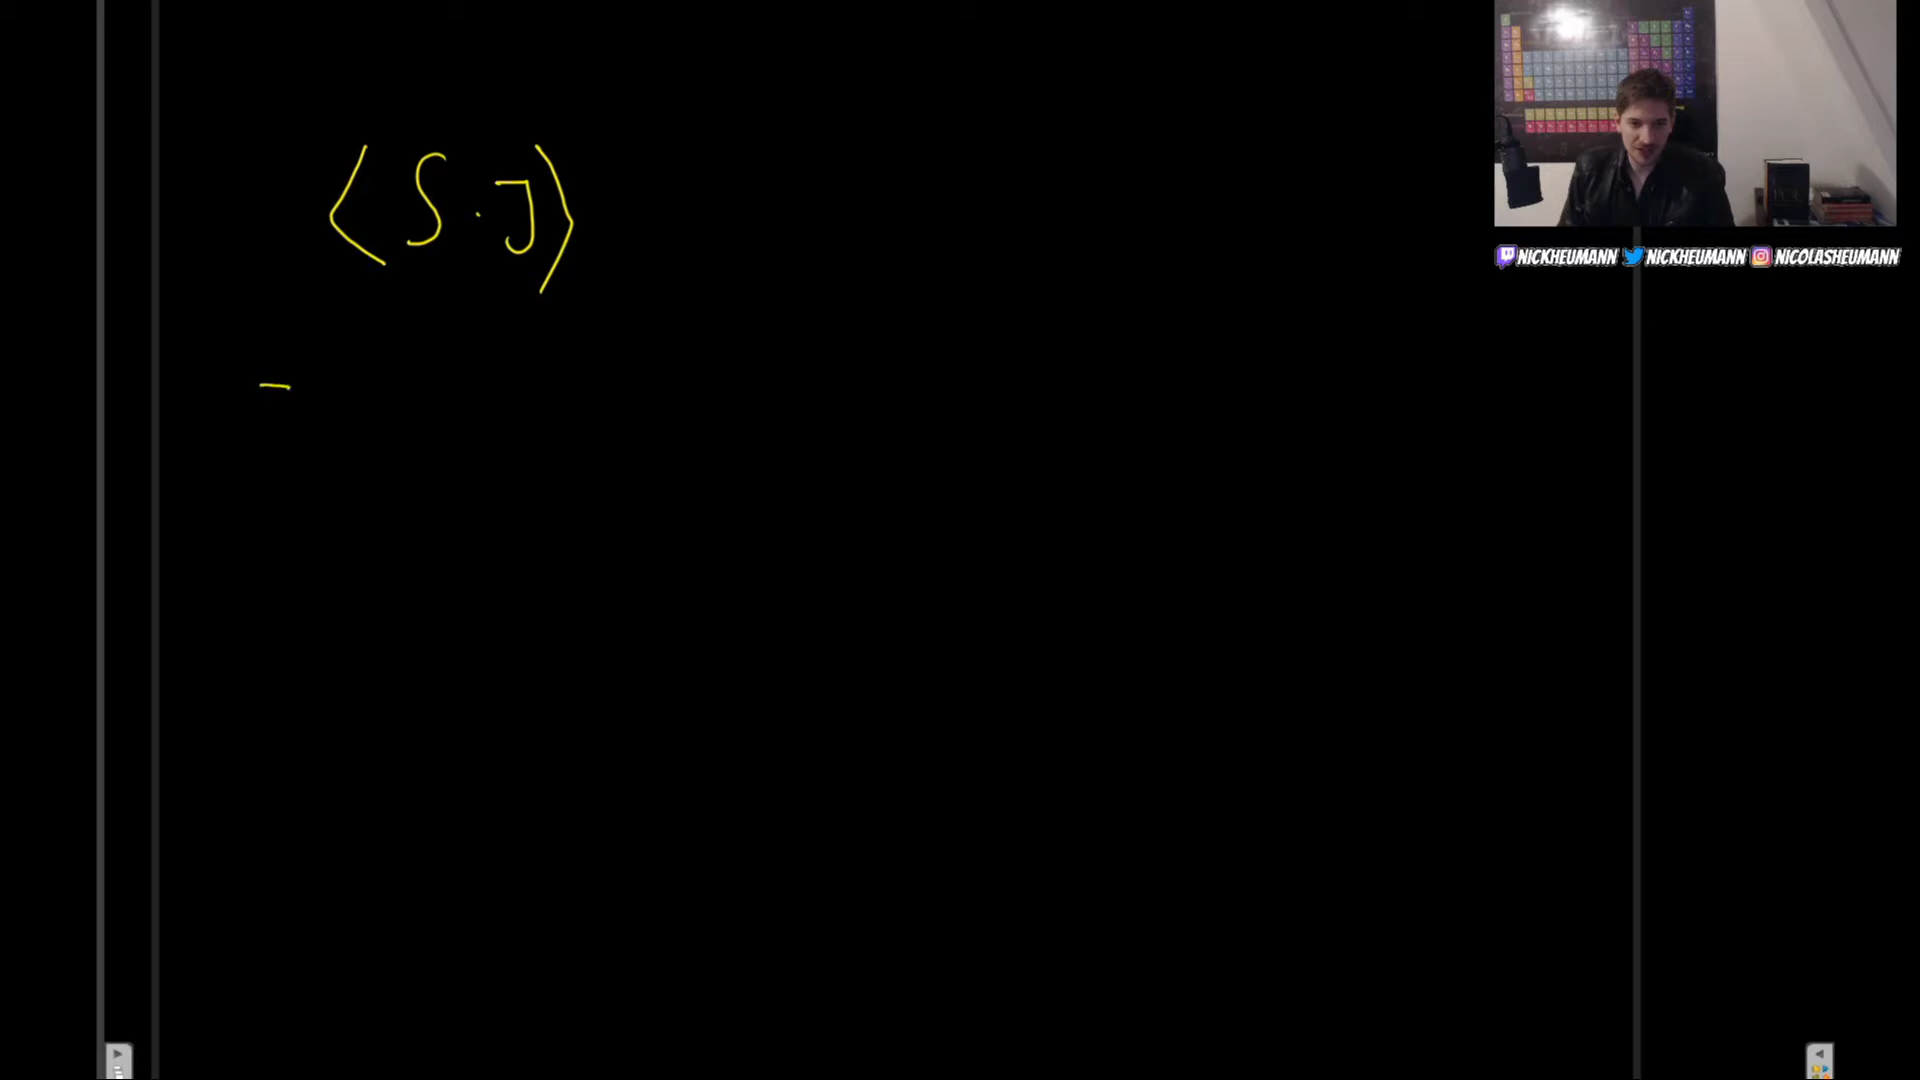 ⟨ S · J ⟩
NICKHEUMANN NICKHEUMANN NICOLASHEUMANN
–